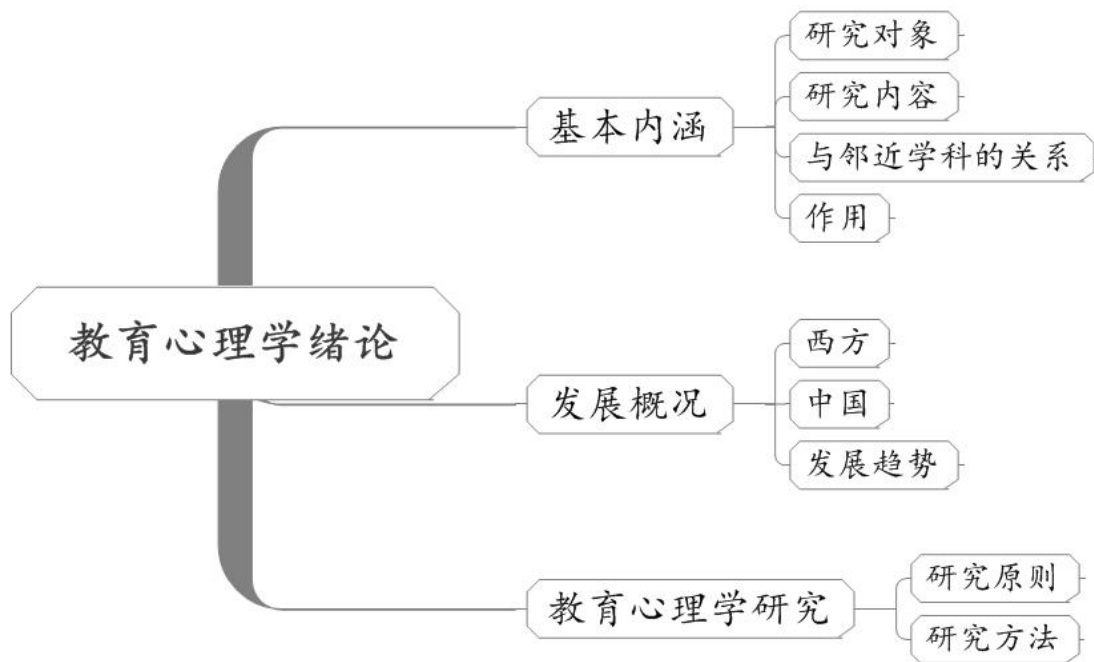 教育心理学绪论
基本内涵
研究对象
研究内容
与邻近学科的关系
作用
发展概况
西方
中国
发展趋势
教育心理学研究
研究原则
研究方法